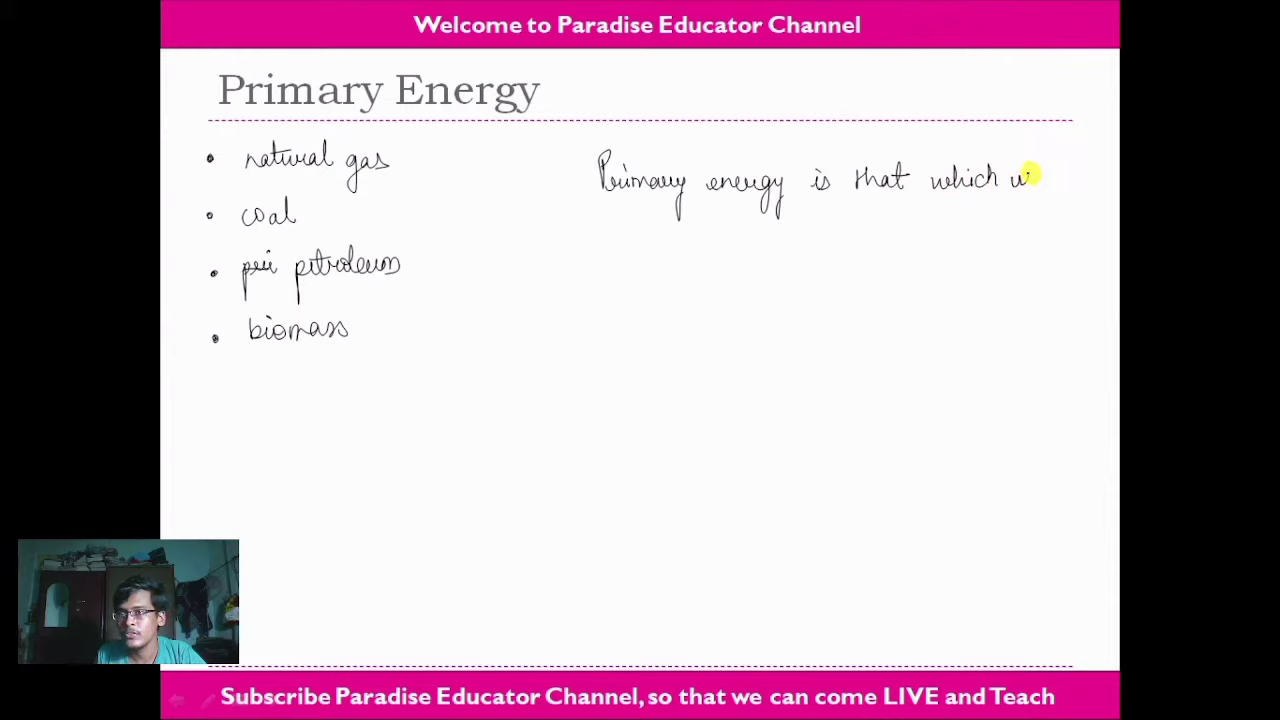 Welcome to Paradise Educator Channel
Primary Energy
• natural gas
• coal
• petroleum
• biomass
Primary energy is that which
Subscribe Paradise Educator Channel, so that we can come LIVE and Teach